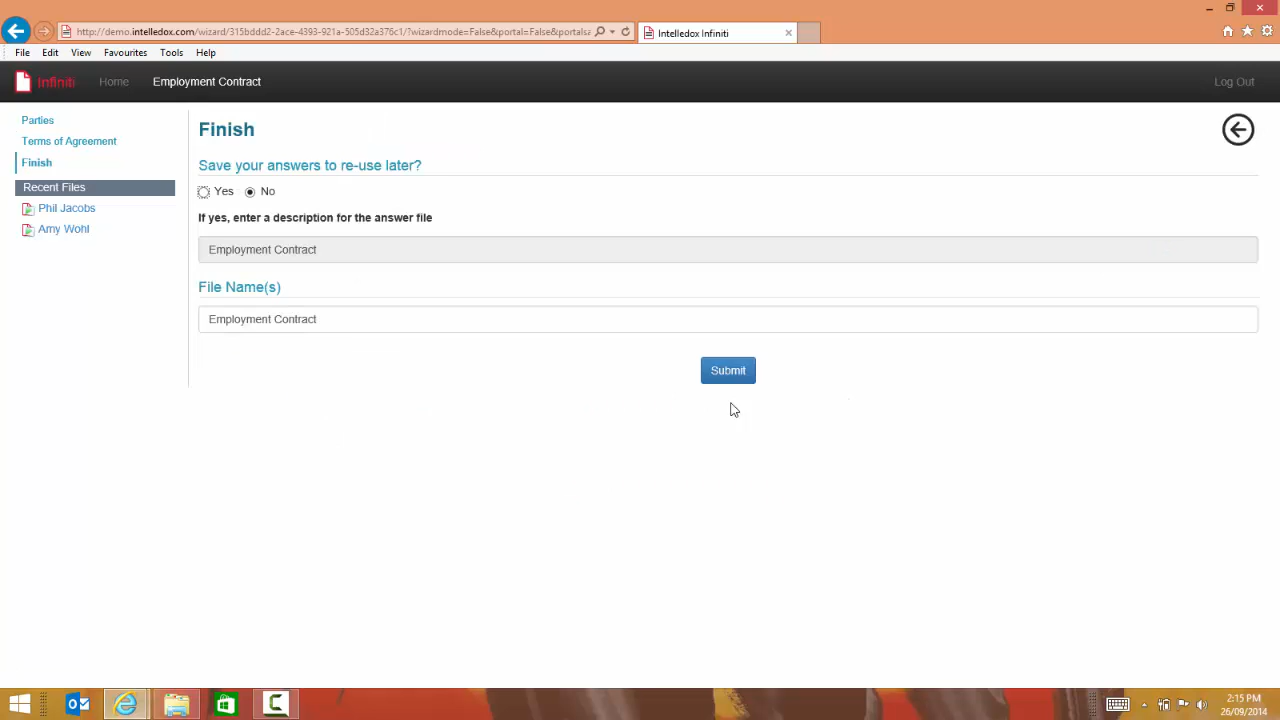 http://demo.intelledox.com/wizard/315bddd2-2ace-4393-921a-505d32a376c1/?wizardmode=False&portal=False&portalsa
Intelledox Infiniti
File Edit View Favourites Tools Help
Infiniti Home Employment Contract Log Out
Parties
Terms of Agreement
Finish
Recent Files
Phil Jacobs
Amy Wohl
Finish
Save your answers to re-use later?
Yes No
If yes, enter a description for the answer file
Employment Contract
File Name(s)
Employment Contract
Submit
2:15 PM
26/09/2014